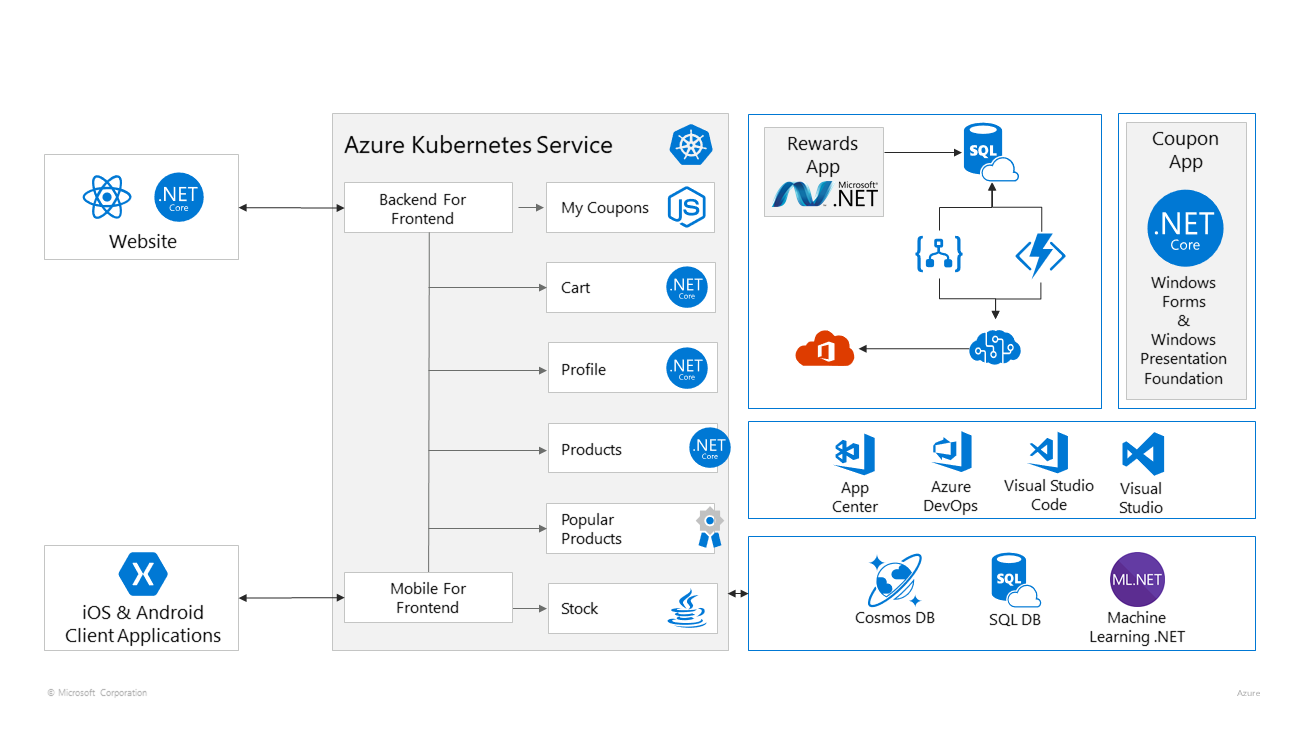 Azure Kubernetes Service
.NET
Core
Website
Backend For
Frontend
My Coupons
JS
Cart
.NET
Core
Profile
.NET
Core
Products
.NET
Core
Popular
Products
iOS & Android
Client Applications
Mobile For
Frontend
Stock
Rewards
App
Microsoft®
.NET
SQL
Coupon
App
.NET
Core
Windows
Forms
&
Windows
Presentation
Foundation
App
Center
Azure
DevOps
Visual Studio
Code
Visual
Studio
Cosmos DB
SQL
SQL DB
ML.NET
Machine
Learning .NET
© Microsoft Corporation
Azure